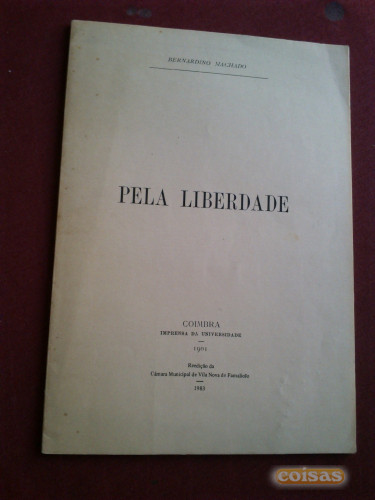 BERNARDINO MACHADO
PELA LIBERDADE
COIMBRA
IMPRENSA DA UNIVERSIDADE
1901
Reedição da
Câmara Municipal de Vila Nova de Famalicão
1983
coisas